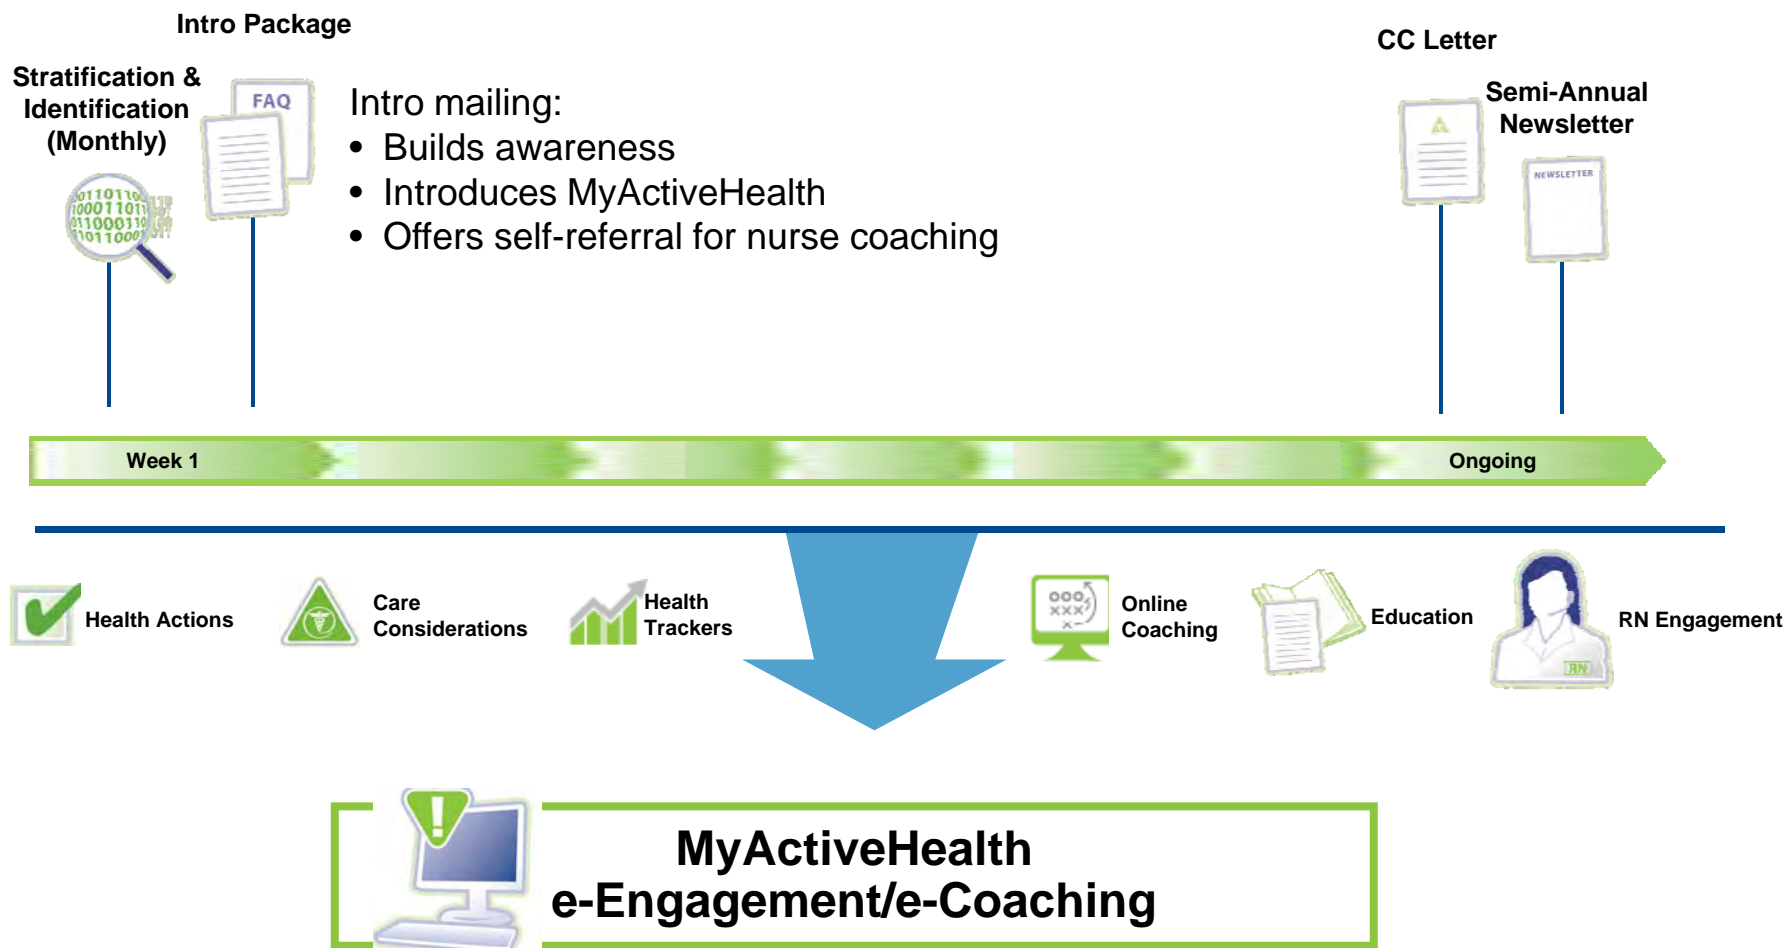 Intro Package
Stratification &
Identification
(Monthly)
FAQ
Intro mailing:
• Builds awareness
• Introduces MyActiveHealth
• Offers self-referral for nurse coaching
CC Letter
Semi-Annual
Newsletter
NEWSLETTER
Week 1
Ongoing
Health Actions
Care
Considerations
Health
Trackers
Online
Coaching
Education
RN
RN Engagement
MyActiveHealth
e-Engagement/e-Coaching